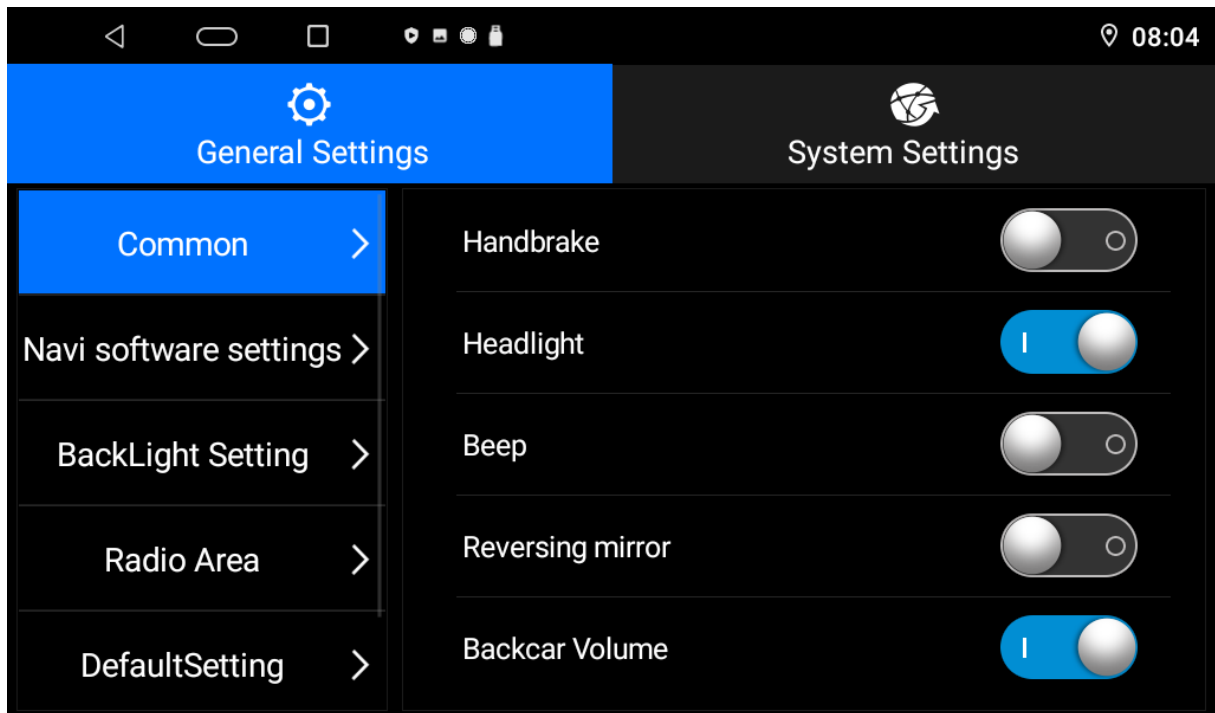 08:04
General Settings
System Settings
Common
Navi software settings
BackLight Setting
Radio Area
DefaultSetting
Handbrake
Headlight
Beep
Reversing mirror
Backcar Volume